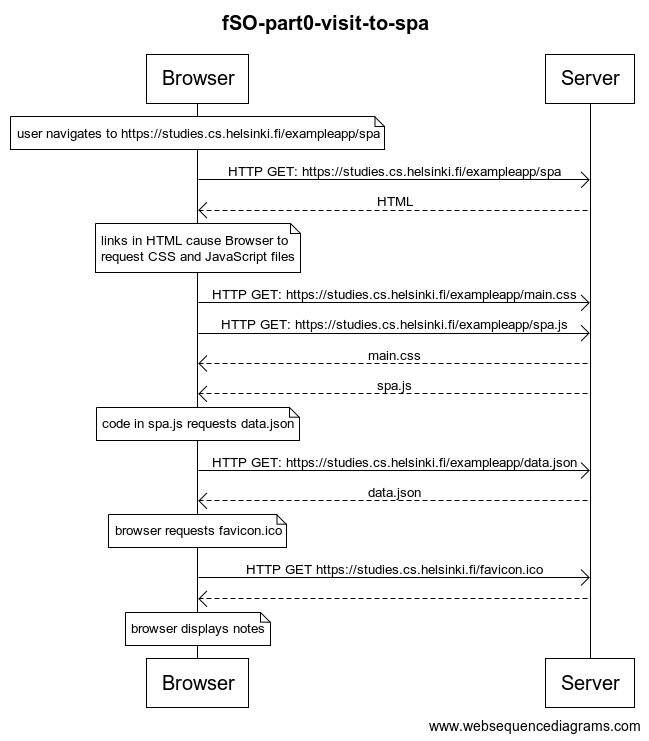 fSO-part0-visit-to-spa
Browser
Server
user navigates to https://studies.cs.helsinki.fi/exampleapp/spa
HTTP GET: https://studies.cs.helsinki.fi/exampleapp/spa
HTML
links in HTML cause Browser to
request CSS and JavaScript files
HTTP GET: https://studies.cs.helsinki.fi/exampleapp/main.css
HTTP GET: https://studies.cs.helsinki.fi/exampleapp/spa.js
main.css
spa.js
code in spa.js requests data.json
HTTP GET: https://studies.cs.helsinki.fi/exampleapp/data.json
data.json
browser requests favicon.ico
HTTP GET https://studies.cs.helsinki.fi/favicon.ico
browser displays notes
Browser
Server
www.websequencediagrams.com